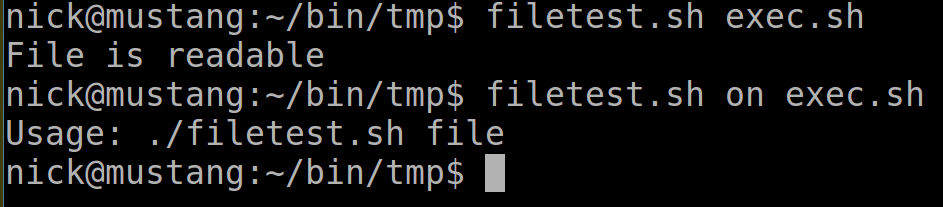 nick@mustang:~/bin/tmp$ filetest.sh exec.sh
File is readable
nick@mustang:~/bin/tmp$ filetest.sh on exec.sh
Usage: ./filetest.sh file
nick@mustang:~/bin/tmp$